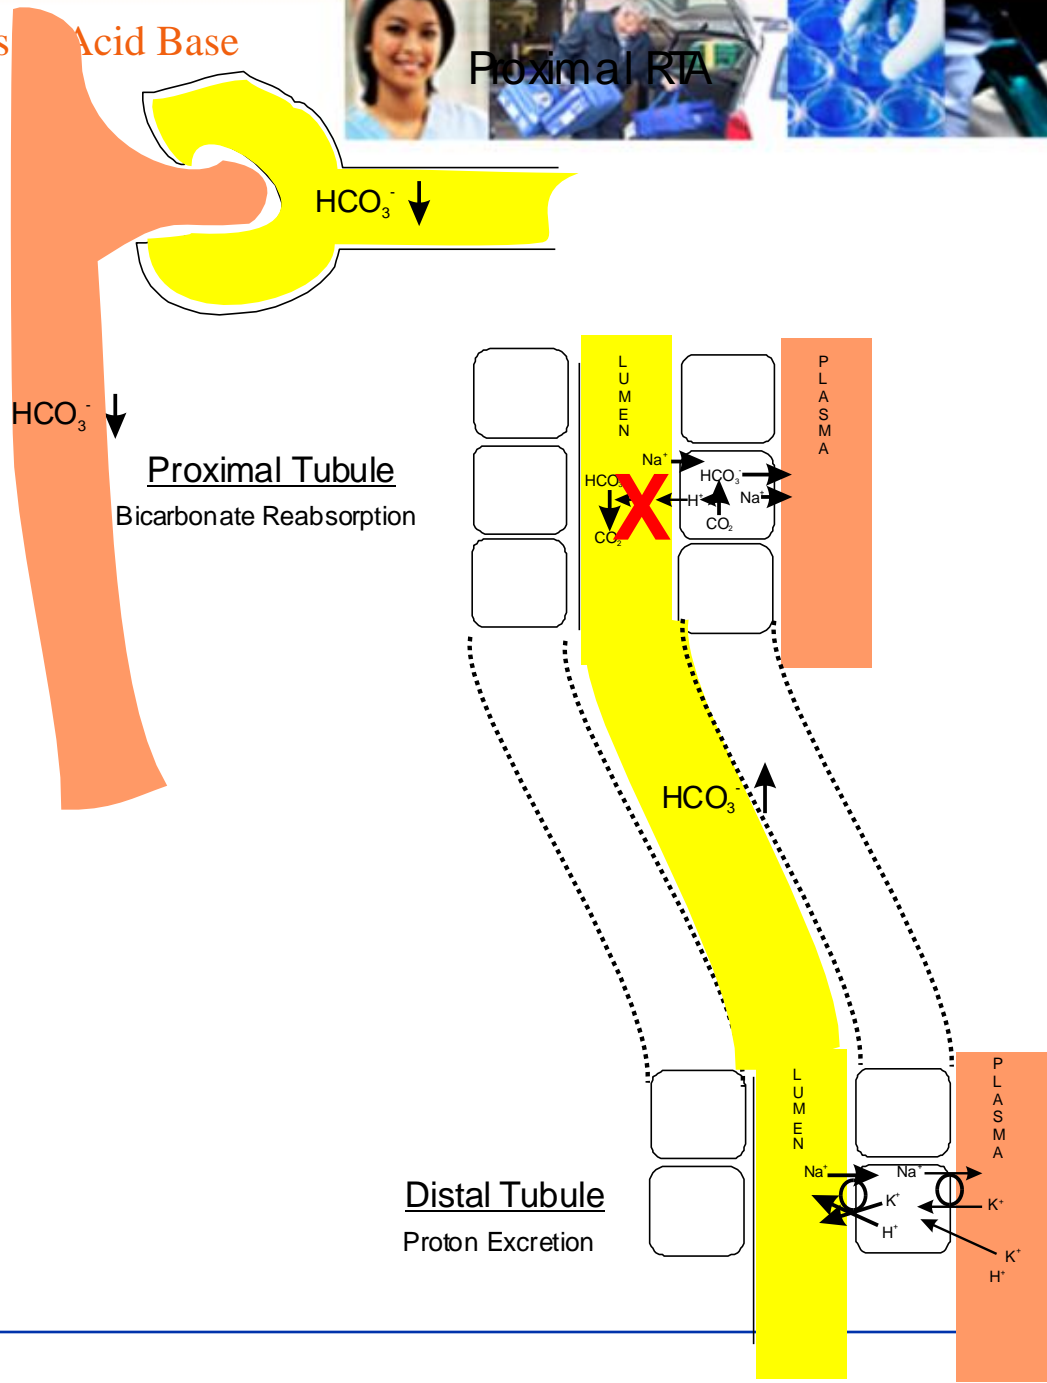 s Acid Base
Proximal RTA
HCO₃⁻
HCO₃⁻
Proximal Tubule
Bicarbonate Reabsorption
LUMEN
PLASMA
Na⁺
HCO₃⁻
HCO₃
H⁺
Na⁺
CO₂
CO₂
HCO₃⁻
LUMEN
PLASMA
Na⁺
Na⁺
K⁺
K⁺
H⁺
K⁺
H⁺
Distal Tubule
Proton Excretion